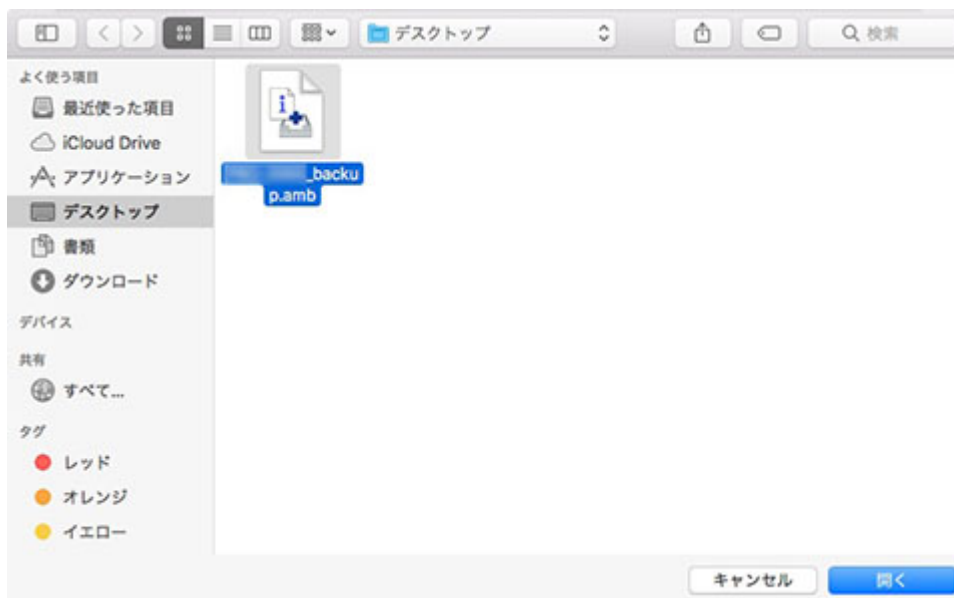 デスクトップ
検索
よく使う項目
最近使った項目
iCloud Drive
アプリケーション
デスクトップ
書類
ダウンロード
デバイス
共有
すべて...
タグ
レッド
オレンジ
イエロー
_backu
p.amb
キャンセル
開く